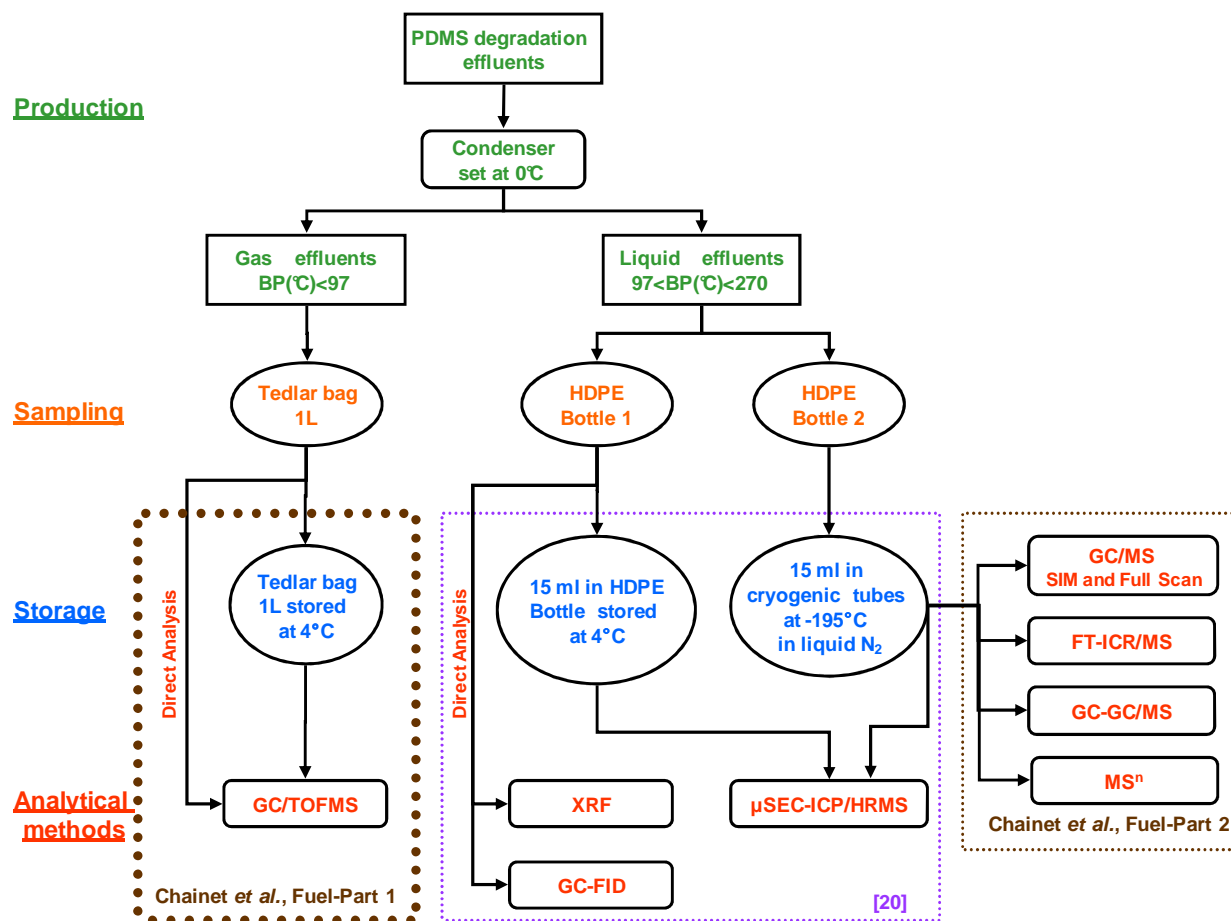 PDMS degradation
effluents
Production
Condenser
set at 0℃
Gas effluents
BP(℃)<97
Liquid effluents
97<BP(℃)<270
Sampling
Tedlar bag
1L
HDPE
Bottle 1
HDPE
Bottle 2
Storage
Direct Analysis
Tedlar bag
1L stored
at 4°C
Direct Analysis
15 ml in HDPE
Bottle stored
at 4°C
15 ml in
cryogenic tubes
at -195°C
in liquid N₂
GC/MS
SIM and Full Scan
FT-ICR/MS
GC-GC/MS
MSⁿ
Analytical
methods
GC/TOFMS
XRF
µSEC-ICP/HRMS
GC-FID
Chainet et al., Fuel-Part 1
[20]
Chainet et al., Fuel-Part 2